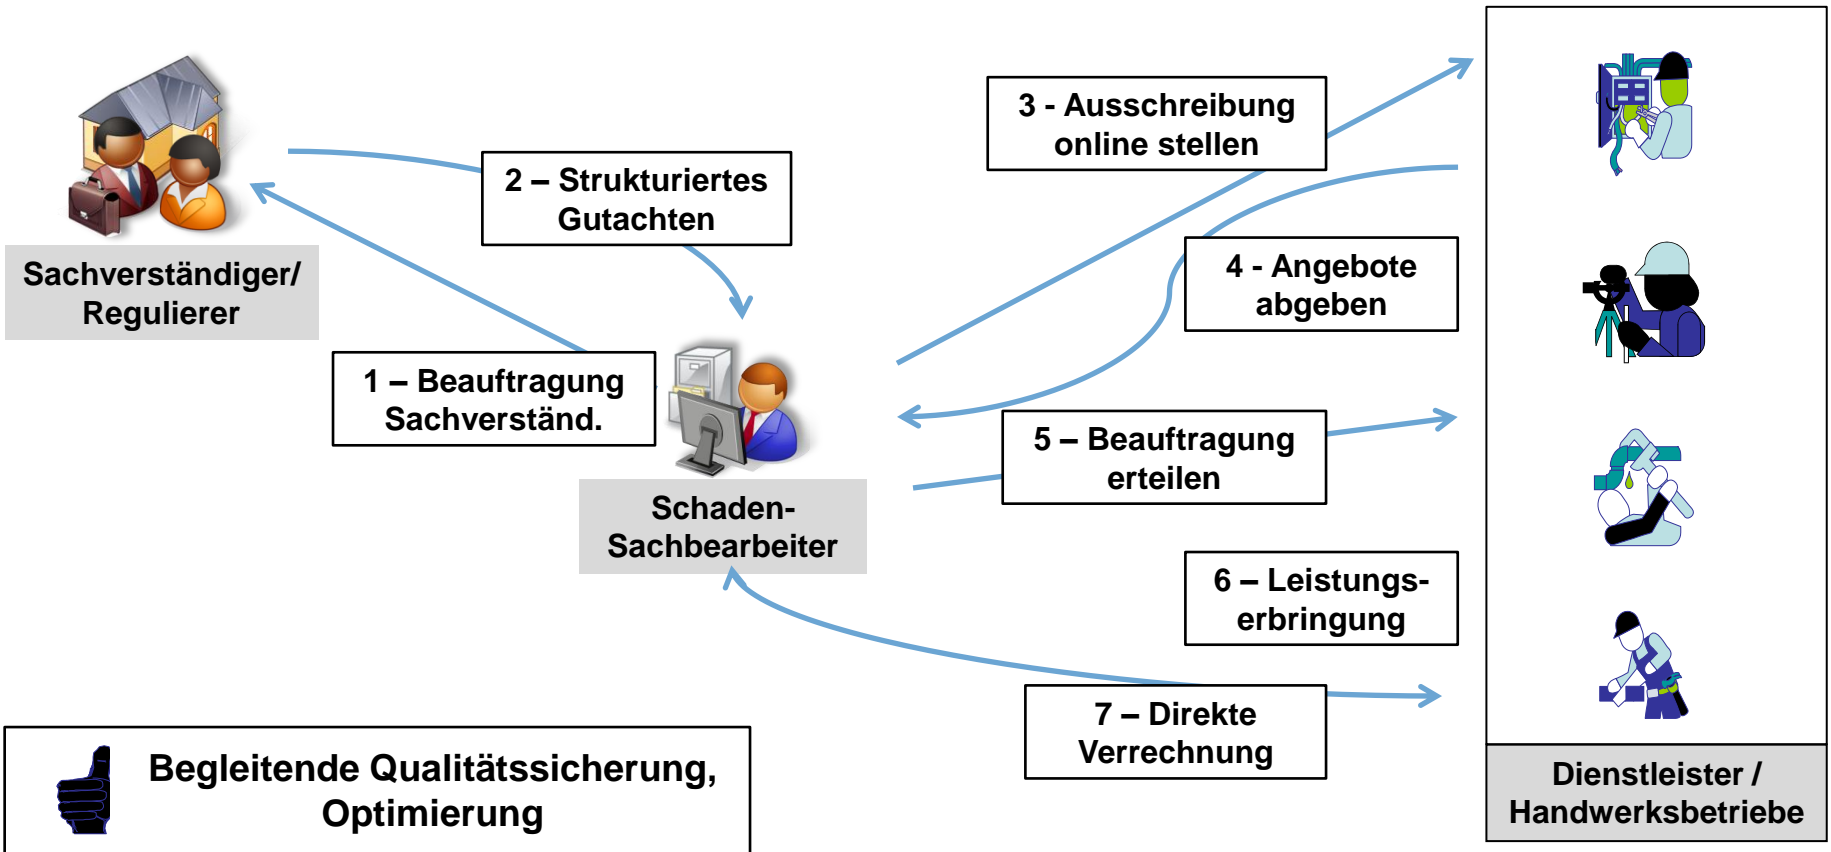 3 - Ausschreibung
online stellen
2 – Strukturiertes
Gutachten
Sachverständiger/
Regulierer
4 - Angebote
abgeben
1 – Beauftragung
Sachverständ.
5 – Beauftragung
erteilen
Schaden-
Sachbearbeiter
6 – Leistungs-
erbringung
7 – Direkte
Verrechnung
Begleitende Qualitätssicherung,
Optimierung
Dienstleister /
Handwerksbetriebe